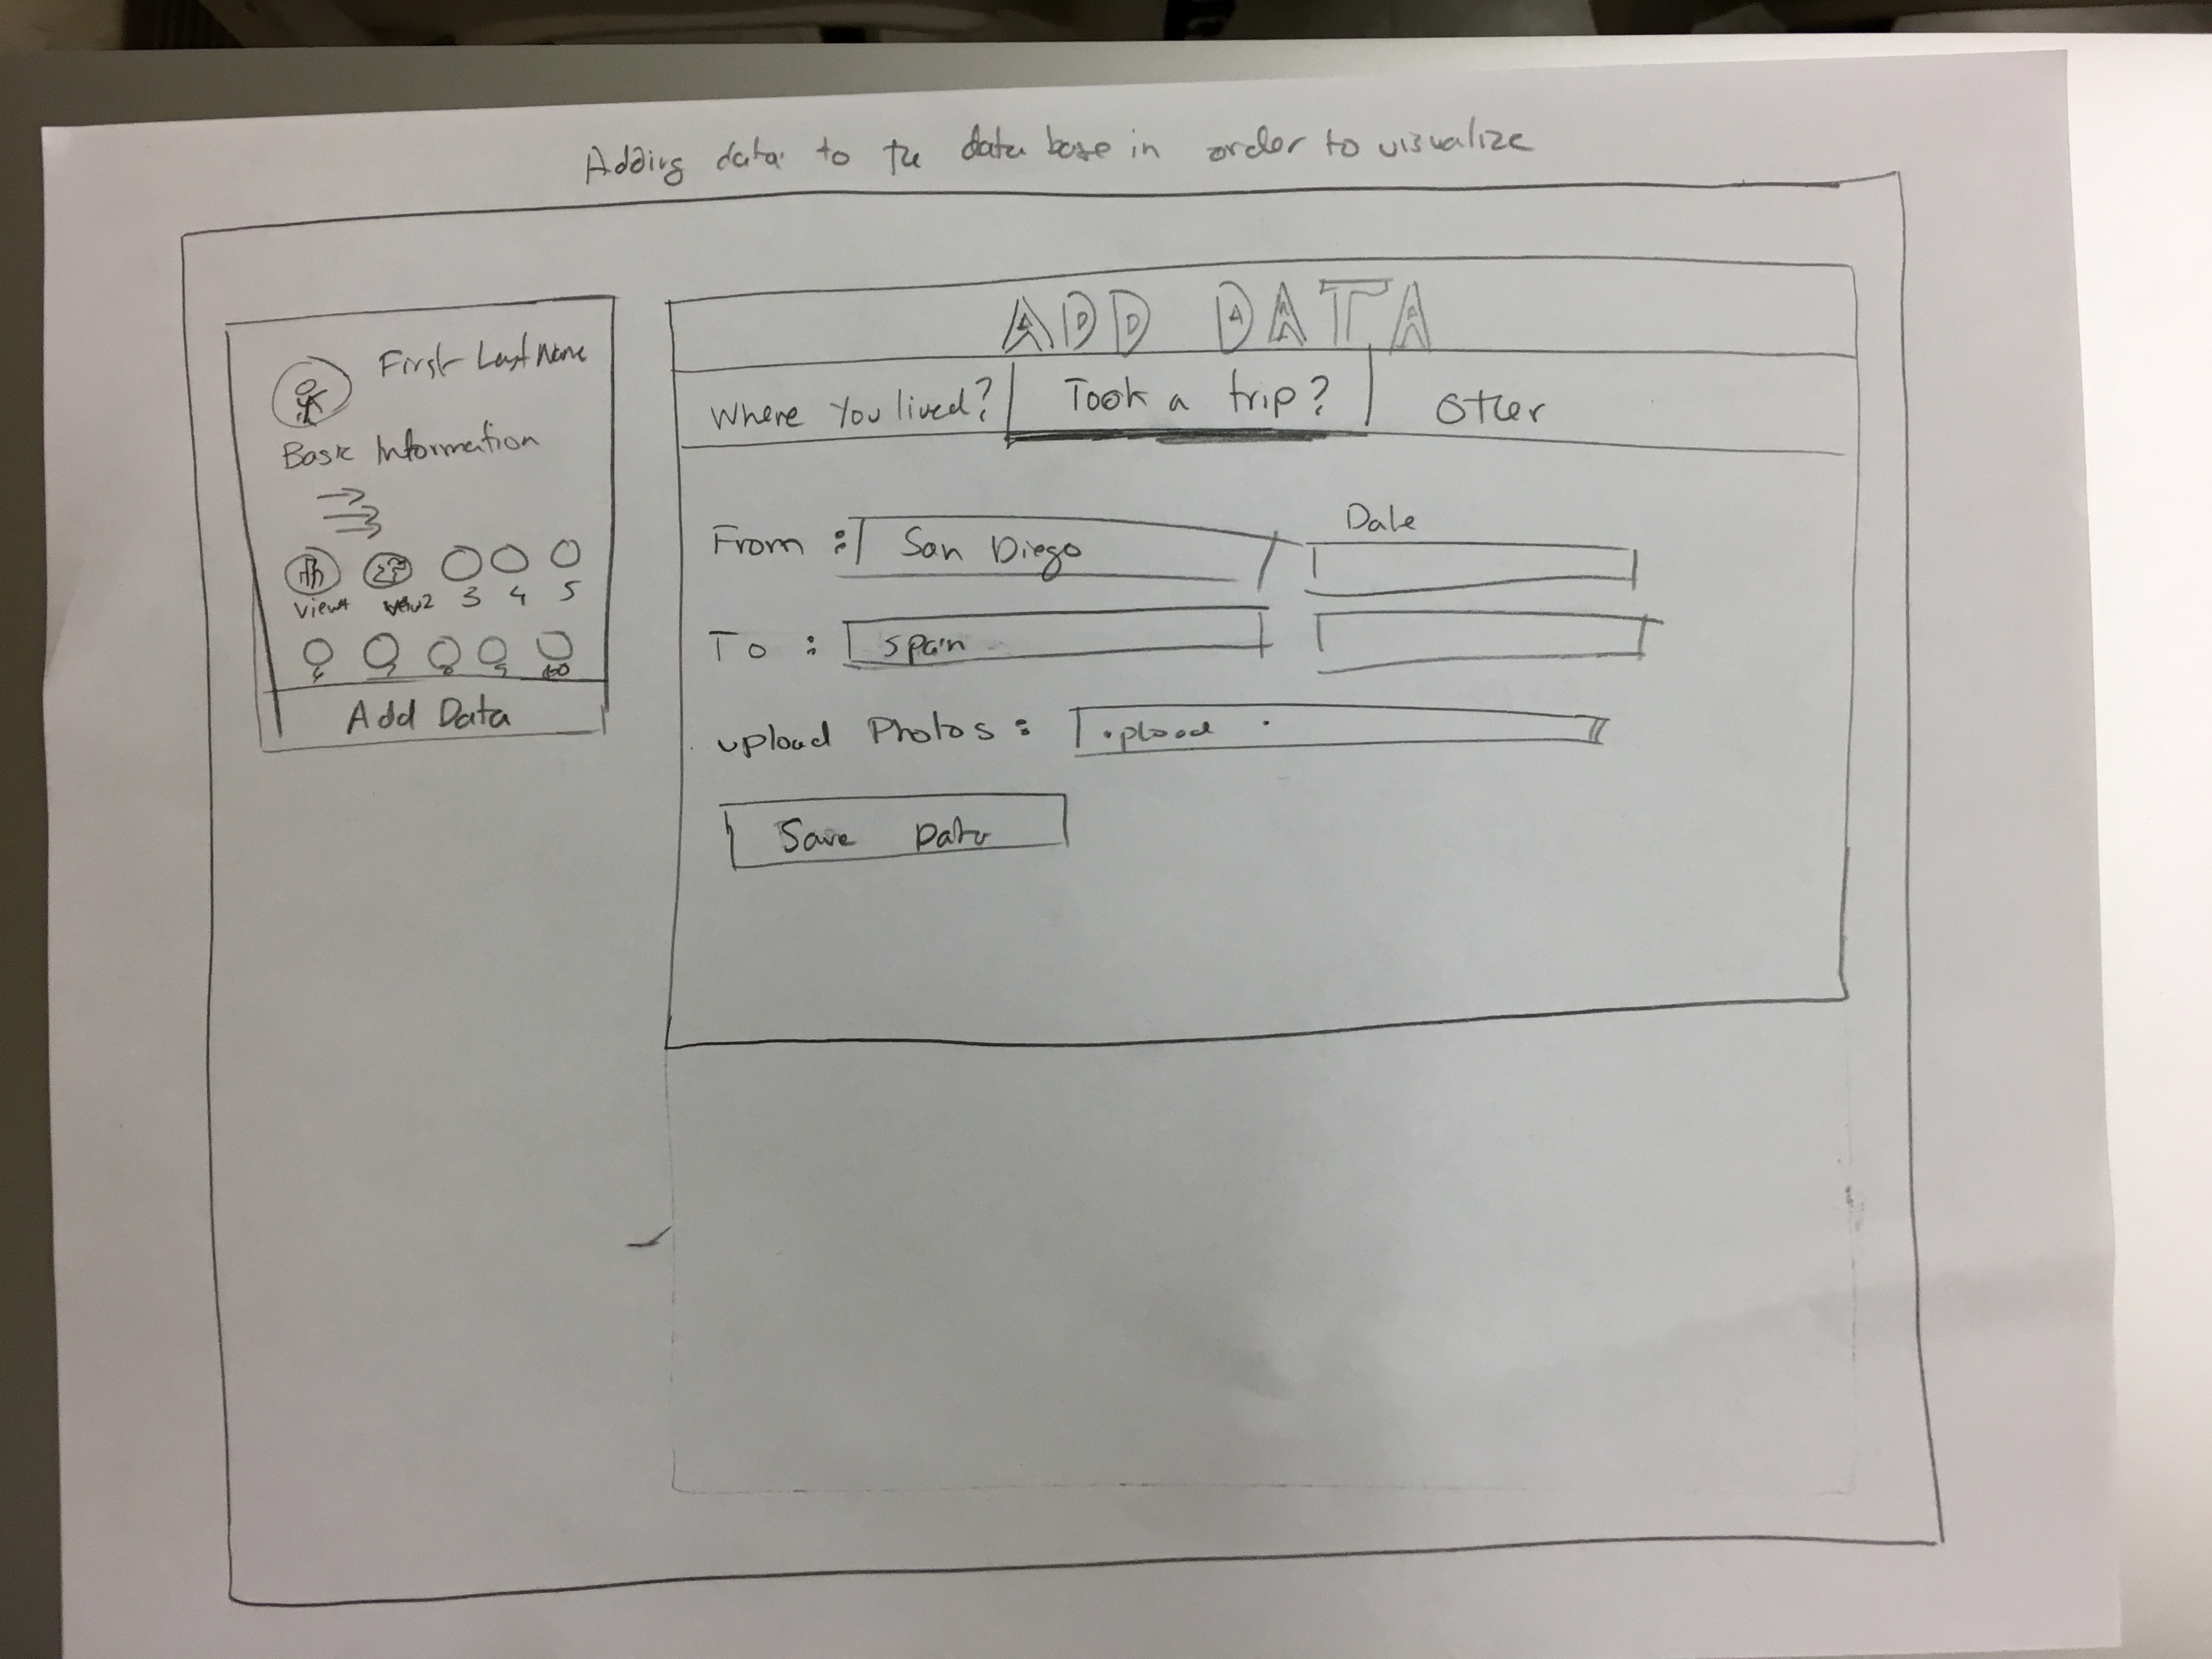 Adding data to the data base in order to visualize
First Last Name
Basic Information
View1 View2 3 4 5
Add Data
ADD DATA
Where You lived? Took a trip? Other
Date
From : San Diego
To : Spain
upload Photos : upload
Save Data